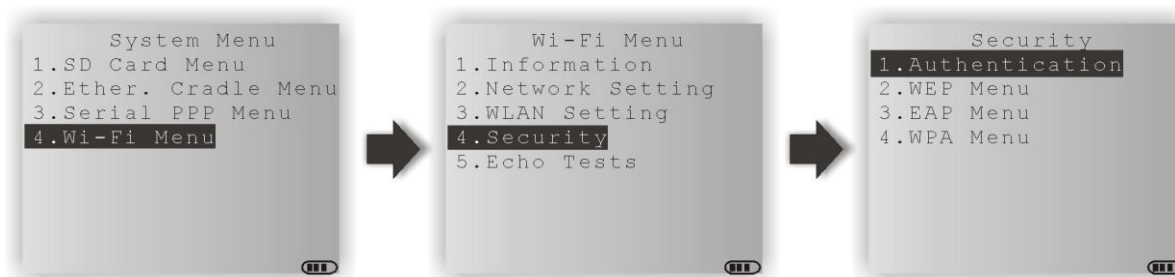 System Menu
1.SD Card Menu
2.Ether. Cradle Menu
3.Serial PPP Menu
4.Wi-Fi Menu
Wi-Fi Menu
1.Information
2.Network Setting
3.WLAN Setting
4.Security
5.Echo Tests
Security
1.Authentication
2.WEP Menu
3.EAP Menu
4.WPA Menu